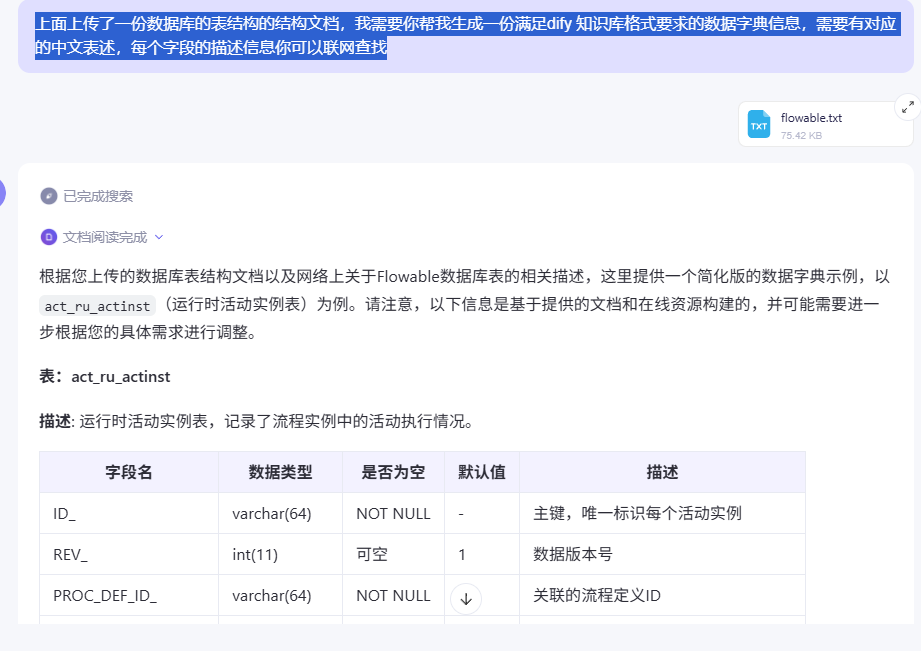 上面上传了一份数据库的表结构的结构文档，我需要你帮我生成一份满足dify 知识库格式要求的数据字典信息，需要有对应
的中文表述，每个字段的描述信息你可以联网查找
flowable.txt
TXT
75.42 KB
已完成搜索
D 文档阅读完成
根据您上传的数据库表结构文档以及网络上关于Flowable数据库表的相关描述，这里提供一个简化版的数据字典示例，以
act_ru_actinst（运行时活动实例表）为例。请注意，以下信息是基于提供的文档和在线资源构建的，并可能需要进一
步根据您的具体需求进行调整。
表：act_ru_actinst
描述: 运行时活动实例表，记录了流程实例中的活动执行情况。
字段名 数据类型 是否为空 默认值 描述
ID_ varchar(64) NOT NULL - 主键，唯一标识每个活动实例
REV_ int(11) 可空 1 数据版本号
PROC_DEF_ID_ varchar(64) NOT NULL 关联的流程定义ID